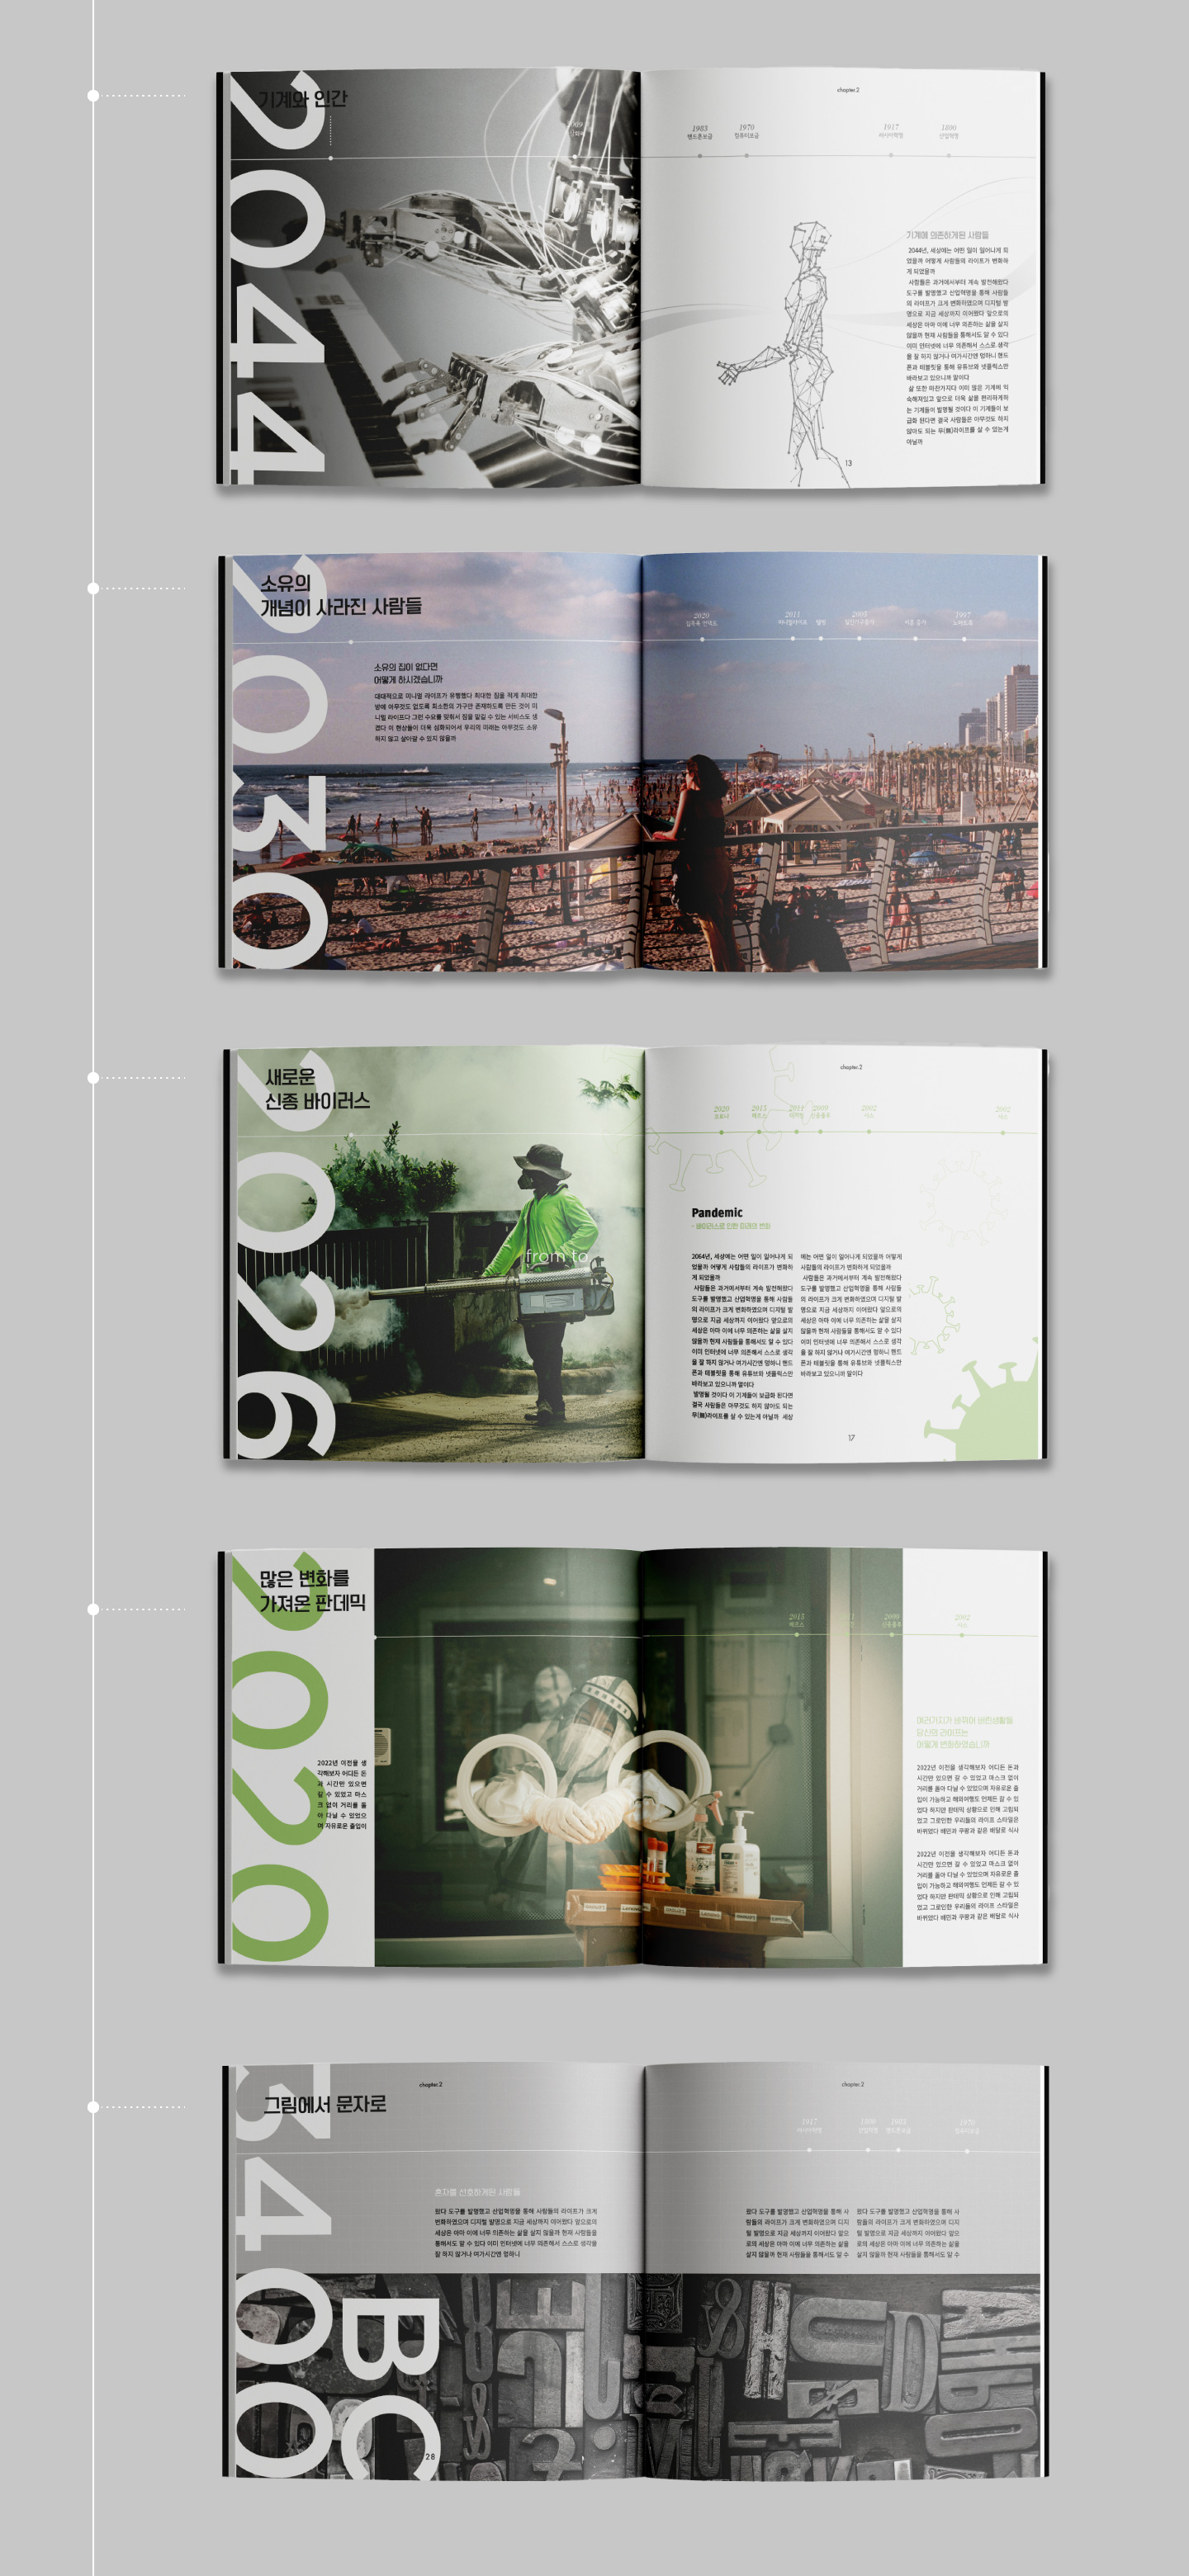 2044
기계와 인간
chapter.2
1983
핸드폰보급
1970
컴퓨터보급
1917
러시아혁명
1800
산업혁명
기계에 의존하게된 사람들
2044년, 세상에는 어떤 일이 일어나게 되
었을까 어떻게 사람들의 라이프가 변화하
게 되었을까
사람들은 과거에서부터 계속 발전해왔다
도구를 발명했고 산업혁명을 통해 사람들
의 라이프가 크게 변화하였으며 디지털 발
명으로 지금 세상까지 이어왔다 앞으로의
세상은 아마 이에 너무 의존하는 삶을 살지
않을까 현재 사람들을 통해서도 알 수 있다
이미 인터넷에 너무 의존해서 스스로 생각
을 잘 하지 않거나 여가시간엔 멍하니 핸드
폰과 태블릿을 통해 유튜브와 넷플릭스만
바라보고 있으니까 말이다
삶 또한 마찬가지다 이미 많은 기계에 익
숙해져있고 앞으로 더욱 삶을 편리하게하
는 기계들이 발명될 것이다 이 기계들이 보
급화 된다면 결국 사람들은 아무것도 하지
않아도 되는 무(無)라이프를 살 수 있는게
아닐까
13
2030
소유의
개념이 사라진 사람들
2020
2011
미니멀라이프
2003
1997
소유의 집이 없다면
어떻게 하시겠습니까
대대적으로 미니멀 라이프가 유행했다 최대한 짐을 적게 최대한
방에 아무것도 없도록 최소한의 가구만 존재하도록 만든 것이 미
니멀 라이프다 그런 수요를 맞춰서 짐을 맡길 수 있는 서비스도 생
겼다 이 현상들이 더욱 심화되어서 우리의 미래는 아무것도 소유
하지 않고 살아갈 수 있지 않을까
2026
새로운
신종 바이러스
from to
chapter.2
2020
코로나
2015
메르스
2011
2009
신종플루
2002
사스
2002
사스
Pandemic
- 바이러스로 인한 미래의 변화
2064년, 세상에는 어떤 일이 일어나게 되
었을까 어떻게 사람들의 라이프가 변화하
게 되었을까
사람들은 과거에서부터 계속 발전해왔다
도구를 발명했고 산업혁명을 통해 사람들
의 라이프가 크게 변화하였으며 디지털 발
명으로 지금 세상까지 이어왔다 앞으로의
세상은 아마 이에 너무 의존하는 삶을 살지
않을까 현재 사람들을 통해서도 알 수 있다
이미 인터넷에 너무 의존해서 스스로 생각
을 잘 하지 않거나 여가시간엔 멍하니 핸드
폰과 태블릿을 통해 유튜브와 넷플릭스만
바라보고 있으니까 말이다
발명될 것이다 이 기계들이 보급화 된다면
결국 사람들은 아무것도 하지 않아도 되는
무(無)라이프를 살 수 있는게 아닐까 세상
에는 어떤 일이 일어나게 되었을까 어떻게
사람들의 라이프가 변화하게 되었을까
사람들은 과거에서부터 계속 발전해왔다
도구를 발명했고 산업혁명을 통해 사람들
의 라이프가 크게 변화하였으며 디지털 발
명으로 지금 세상까지 이어왔다 앞으로의
세상은 아마 이에 너무 의존하는 삶을 살지
않을까 현재 사람들을 통해서도 알 수 있다
이미 인터넷에 너무 의존해서 스스로 생각
을 잘 하지 않거나 여가시간엔 멍하니 핸드
폰과 태블릿을 통해 유튜브와 넷플릭스만
바라보고 있으니까 말이다
17
2020
많은 변화를
가져온 판데믹
2015
메르스
2009
신종플루
2002
사스
2022년 이전을 생
각해보자 어디든 돈
과 시간만 있으면
갈 수 있었고 마스
크 없이 거리를 돌
아 다닐 수 있었으
며 자유로운 출입이
여러가지가 바뀌어 버린생활들
당신의 라이프는
어떻게 변화하였습니까
2022년 이전을 생각해보자 어디든 돈과
시간만 있으면 갈 수 있었고 마스크 없이
거리를 돌아 다닐 수 있었으며 자유로운 출
입이 가능하고 해외여행도 언제든 갈 수 있
었다 하지만 판데믹 상황으로 인해 고립되
었고 그로인한 우리들의 라이프 스타일은
바뀌었다 배민과 쿠팡과 같은 배달로 식사
2022년 이전을 생각해보자 어디든 돈과
시간만 있으면 갈 수 있었고 마스크 없이
거리를 돌아 다닐 수 있었으며 자유로운 출
입이 가능하고 해외여행도 언제든 갈 수 있
었다 하지만 판데믹 상황으로 인해 고립되
었고 그로인한 우리들의 라이프 스타일은
바뀌었다 배민과 쿠팡과 같은 배달로 식사
3400
BC
그림에서 문자로
chapter.2
chapter.2
1917
러시아혁명
1800
산업혁명
1983
핸드폰보급
1970
컴퓨터보급
혼자를 선호하게된 사람들
왔다 도구를 발명했고 산업혁명을 통해 사람들의 라이프가 크게
변화하였으며 디지털 발명으로 지금 세상까지 이어왔다 앞으로의
세상은 아마 이에 너무 의존하는 삶을 살지 않을까 현재 사람들을
통해서도 알 수 있다 이미 인터넷에 너무 의존해서 스스로 생각을
잘 하지 않거나 여가시간엔 멍하니
왔다 도구를 발명했고 산업혁명을 통해 사
람들의 라이프가 크게 변화하였으며 디지
털 발명으로 지금 세상까지 이어왔다 앞으
로의 세상은 아마 이에 너무 의존하는 삶을
살지 않을까 현재 사람들을 통해서도 알 수
왔다 도구를 발명했고 산업혁명을 통해 사
람들의 라이프가 크게 변화하였으며 디지
털 발명으로 지금 세상까지 이어왔다 앞으
로의 세상은 아마 이에 너무 의존하는 삶을
살지 않을까 현재 사람들을 통해서도 알 수
28